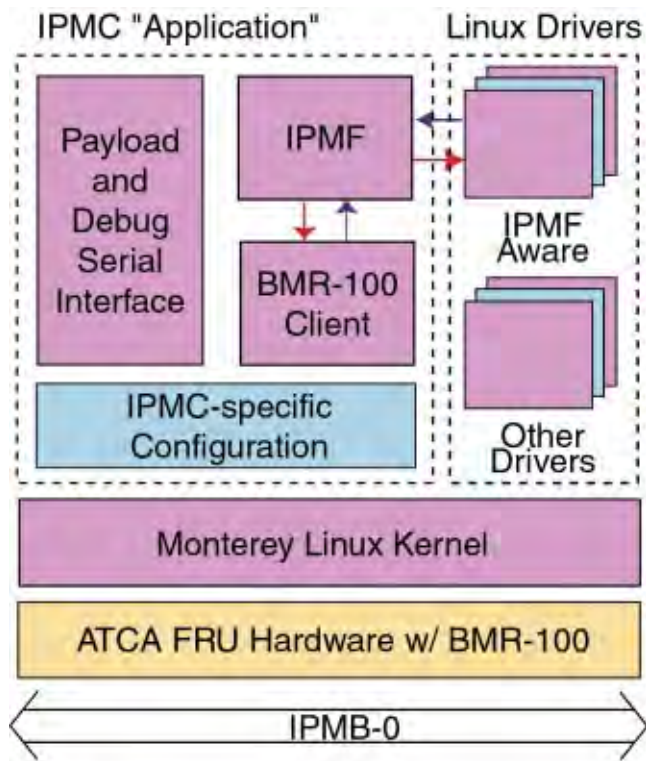 IPMC "Application"
Linux Drivers
Payload
and
Debug
Serial
Interface
IPMF
BMR-100
Client
IPMC-specific
Configuration
IPMF
Aware
Other
Drivers
Monterey Linux Kernel
ATCA FRU Hardware w/ BMR-100
IPMB-0